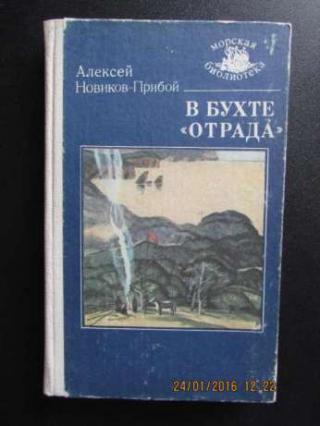 морская
библиотека
Алексей
Новиков-Прибой
В БУХТЕ
«ОТРАДА»
24/01/2016 12:22